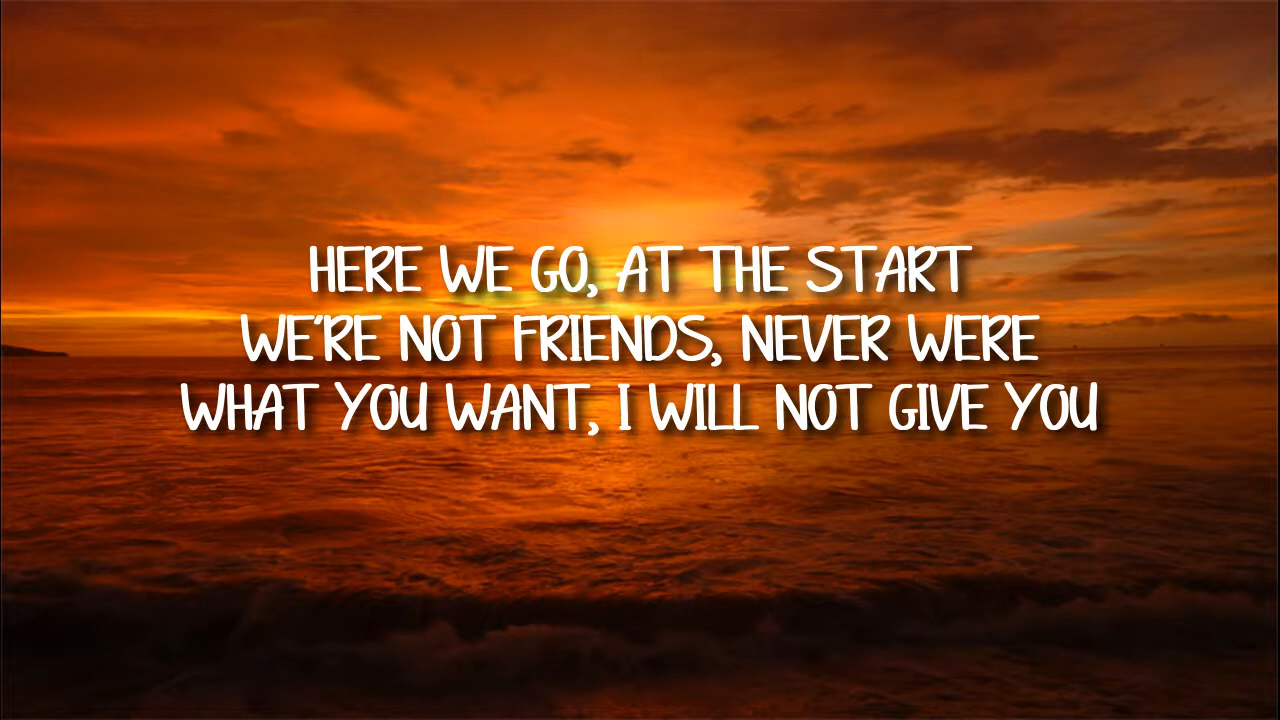 HERE WE GO, AT THE START
WE'RE NOT FRIENDS, NEVER WERE
WHAT YOU WANT, I WILL NOT GIVE YOU